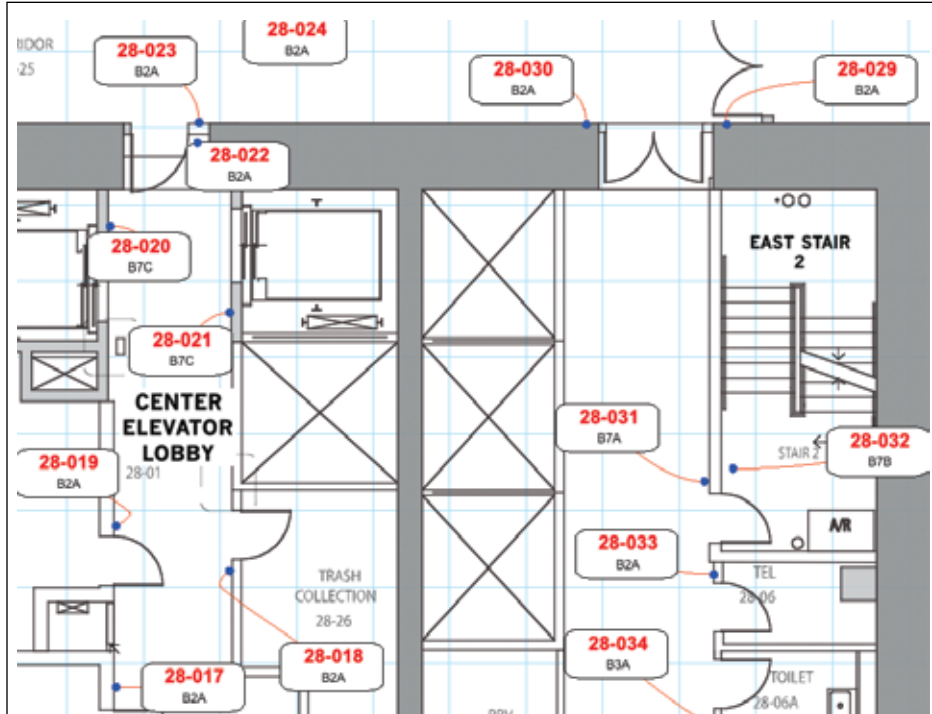 28-024
B2A
28-023
B2A
28-030
B2A
28-029
B2A
-25
28-022
B2A
28-020
B7C
EAST STAIR
2
28-021
B7C
CENTER
ELEVATOR
LOBBY
28-01
28-031
B7A
28-032
B7B
STAIR 2
28-019
B2A
A/R
28-033
B2A
TEL
28-06
TRASH
COLLECTION
28-26
28-034
B3A
28-018
B2A
28-017
B2A
TOILET
28-06A